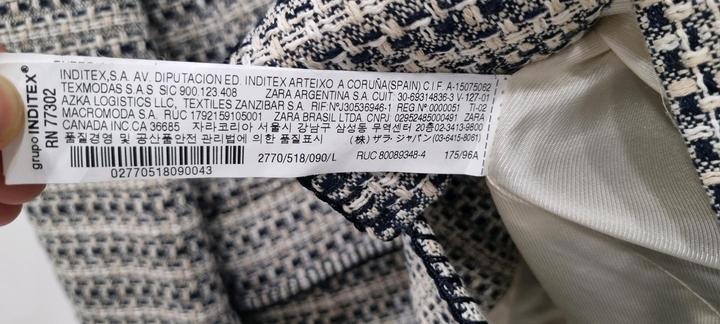 grupo INDITEX®
RN 77302
INDITEX,S.A. AV. DIPUTACION ED. INDITEX ARTEIXO A CORUÑA(SPAIN) C.I.F. A-15075062
TEXMODAS S.A.S SIC 900.123.408 ZARA ARGENTINA S.A. CUIT: 30-69314836-3 V-127-01
AZKA LOGISTICS LLC, TEXTILES ZANZIBAR S.A. RIF.NºJ30536946-1 REG Nº 0000051 TI-02
MACROMODA S.A. RUC 1792159105001 ZARA BRASIL LTDA. CNPJ: 02952485000491 ZARA
CANADA INC CA 36685 자라코리아 서울시 강남구 삼성동 무역센터 20층 02-3413-9800
품질경영 및 공산품안전 관리법에 의한 품질표시 (株) ザラ・ジャパン (03-6415-8061)
02770518090043
2770/518/090/L RUC 80089348-4 175/96A